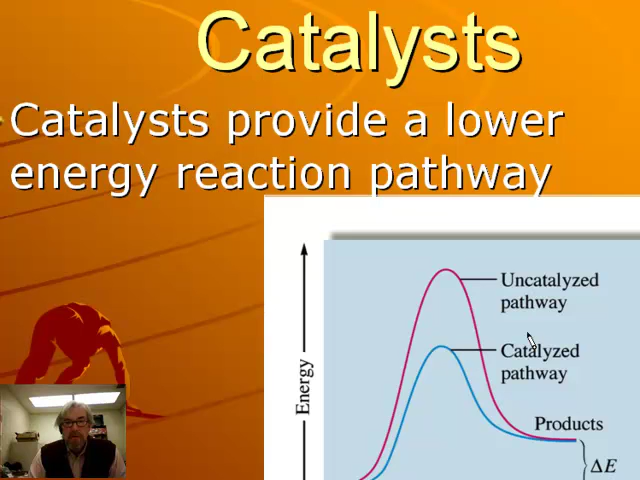 Catalysts
Catalysts provide a lower
energy reaction pathway
Uncatalyzed
pathway
Catalyzed
pathway
Energy
Products
ΔE